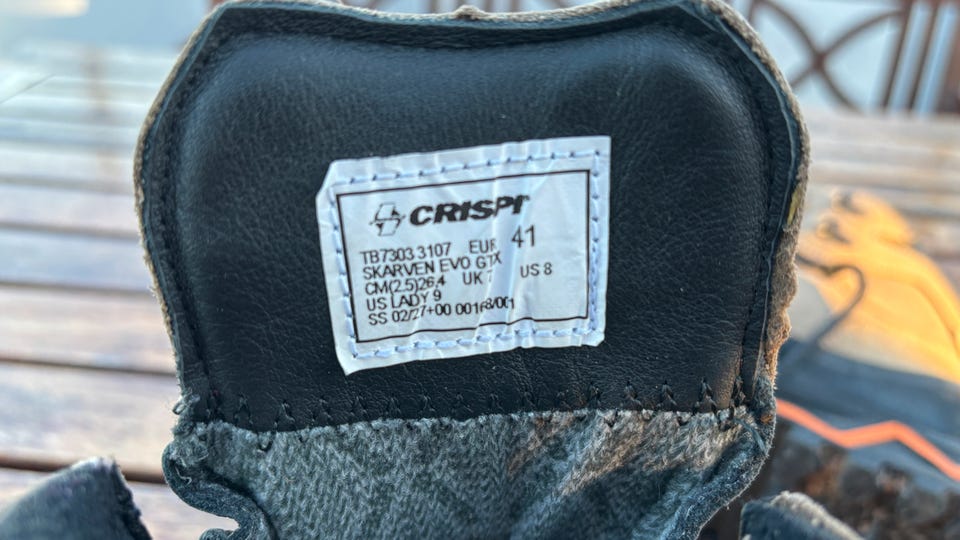 CRISPI
TB7303 3107 EUR 41
SKARVEN EVO GTX
CM(2.5)26,4 UK 7 US 8
US LADY 9
SS 02/27+00 00168/001